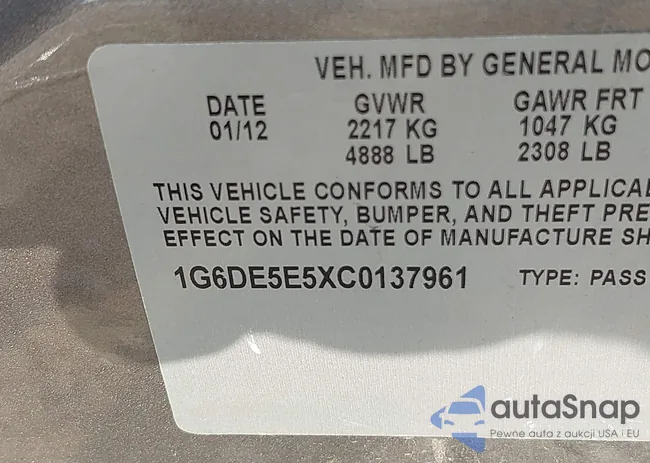 VEH. MFD BY GENERAL MO
DATE GVWR GAWR FRT
01/12 2217 KG 1047 KG
4888 LB 2308 LB
THIS VEHICLE CONFORMS TO ALL APPLICA
VEHICLE SAFETY, BUMPER, AND THEFT PRE
EFFECT ON THE DATE OF MANUFACTURE SH
1G6DE5E5XC0137961 TYPE: PASS
autaSnap
Pewne auta z aukcji USA i EU